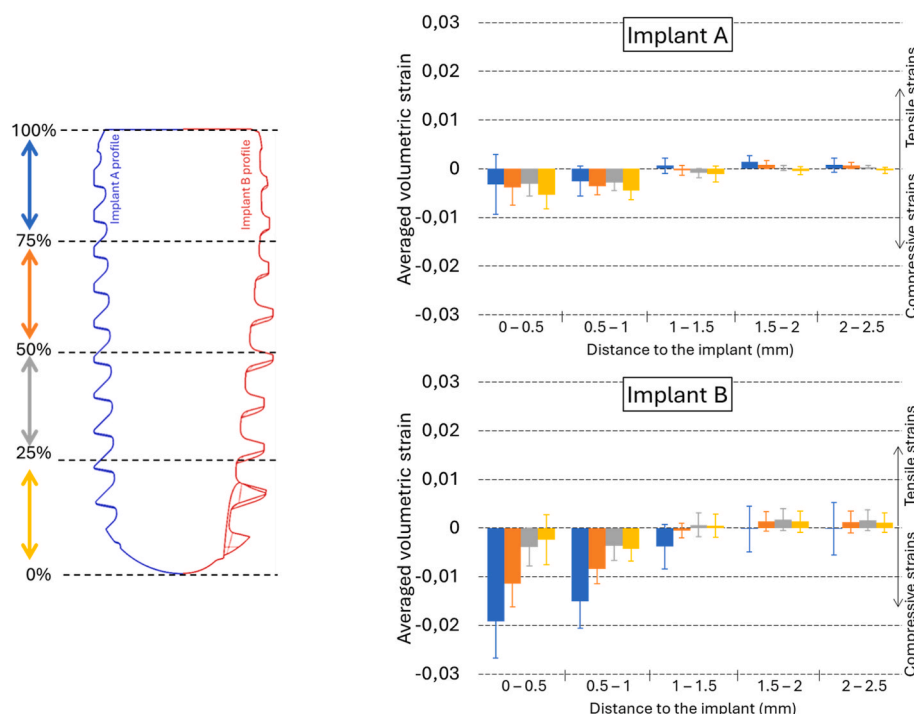 100%
75%
50%
25%
0%
Implant A profile
Implant B profile
Implant A
Averaged volumetric strain
0,03
0,02
0,01
0
-0,01
-0,02
-0,03
Tensile strains
Compressive strains
0 – 0.5 0.5 – 1 1 – 1.5 1.5 – 2 2 – 2.5
Distance to the implant (mm)
Implant B
Averaged volumetric strain
0,03
0,02
0,01
0
-0,01
-0,02
-0,03
Tensile strains
Compressive strains
0 – 0.5 0.5 – 1 1 – 1.5 1.5 – 2 2 – 2.5
Distance to the implant (mm)